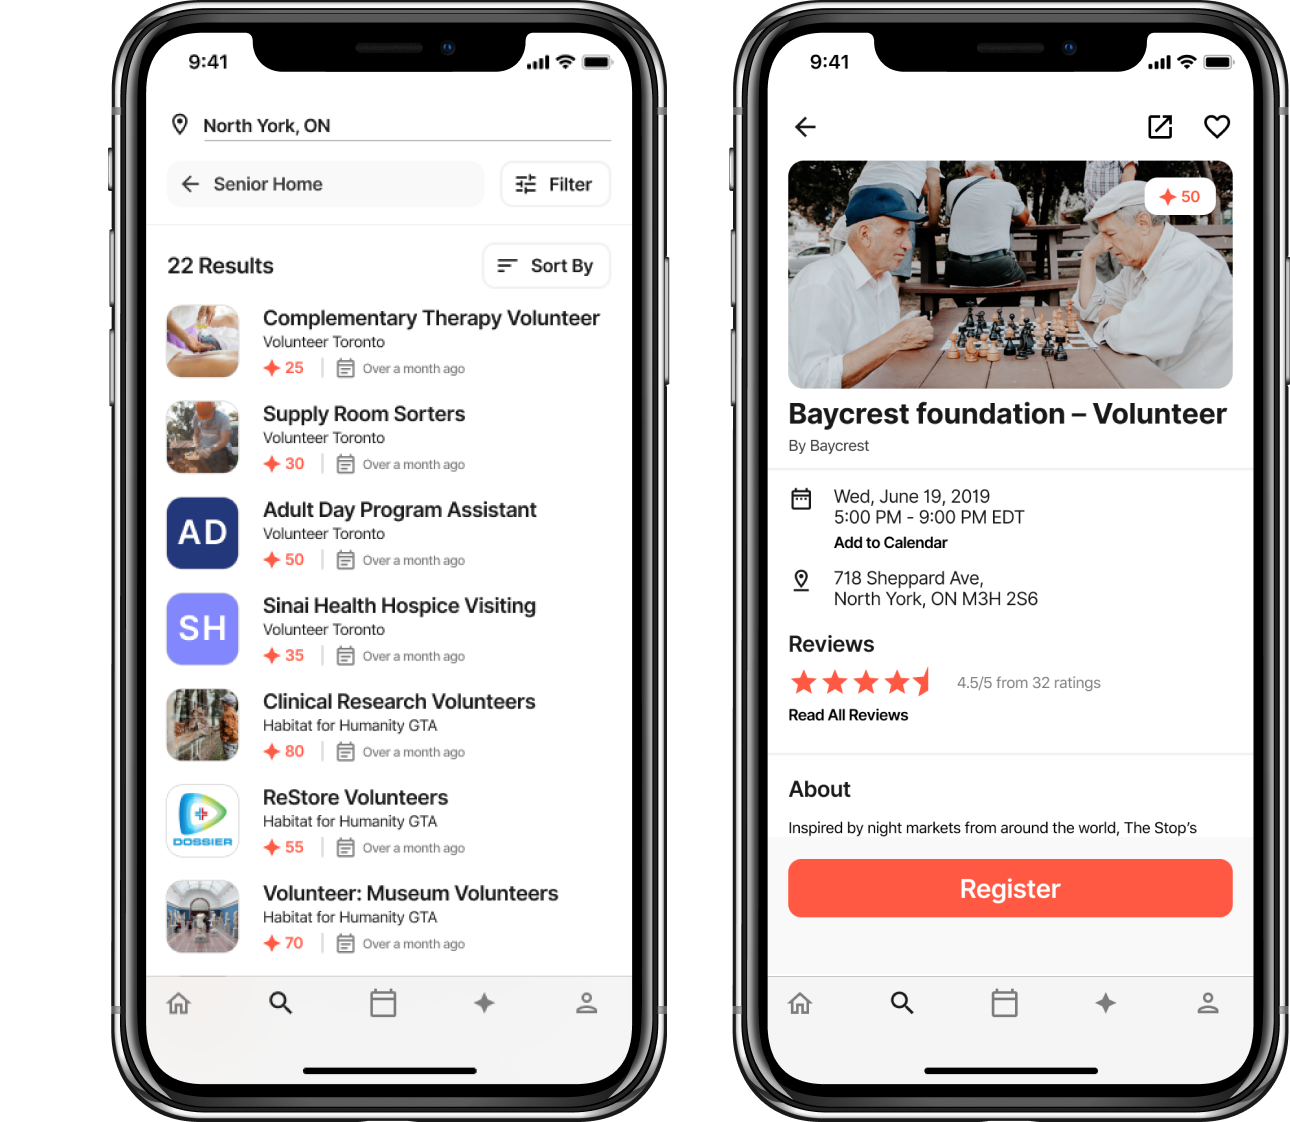 9:41
North York, ON
Senior Home
Filter
22 Results
Sort By
Complementary Therapy Volunteer
Volunteer Toronto
25
Over a month ago
Supply Room Sorters
Volunteer Toronto
30
Over a month ago
AD
Adult Day Program Assistant
Volunteer Toronto
50
Over a month ago
SH
Sinai Health Hospice Visiting
Volunteer Toronto
35
Over a month ago
Clinical Research Volunteers
Habitat for Humanity GTA
80
Over a month ago
DOSSIER
ReStore Volunteers
Habitat for Humanity GTA
55
Over a month ago
Volunteer: Museum Volunteers
Habitat for Humanity GTA
70
Over a month ago
9:41
50
Baycrest foundation – Volunteer
By Baycrest
Wed, June 19, 2019
5:00 PM - 9:00 PM EDT
Add to Calendar
718 Sheppard Ave,
North York, ON M3H 2S6
Reviews
4.5/5 from 32 ratings
Read All Reviews
About
Inspired by night markets from around the world, The Stop’s
Register